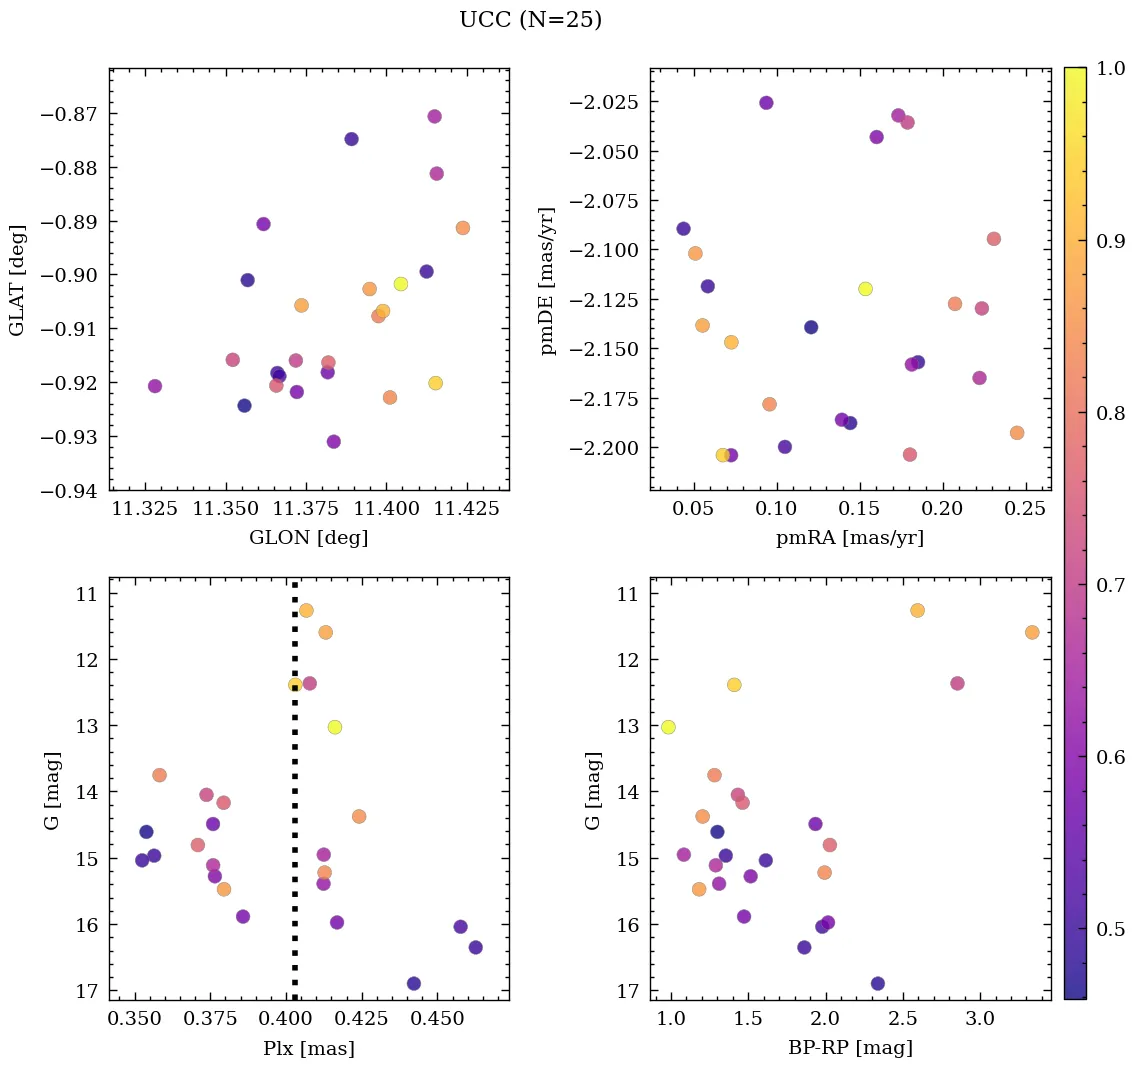 UCC (N=25)
−0.87
−0.88
−0.89
−0.90
−0.91
−0.92
−0.93
−0.94
GLAT [deg]
11.325 11.350 11.375 11.400 11.425
GLON [deg]
−2.025
−2.050
−2.075
−2.100
−2.125
−2.150
−2.175
−2.200
pmDE [mas/yr]
0.05 0.10 0.15 0.20 0.25
pmRA [mas/yr]
11
12
13
14
15
16
17
G [mag]
0.350 0.375 0.400 0.425 0.450
Plx [mas]
11
12
13
14
15
16
17
G [mag]
1.0 1.5 2.0 2.5 3.0
BP-RP [mag]
1.0
0.9
0.8
0.7
0.6
0.5